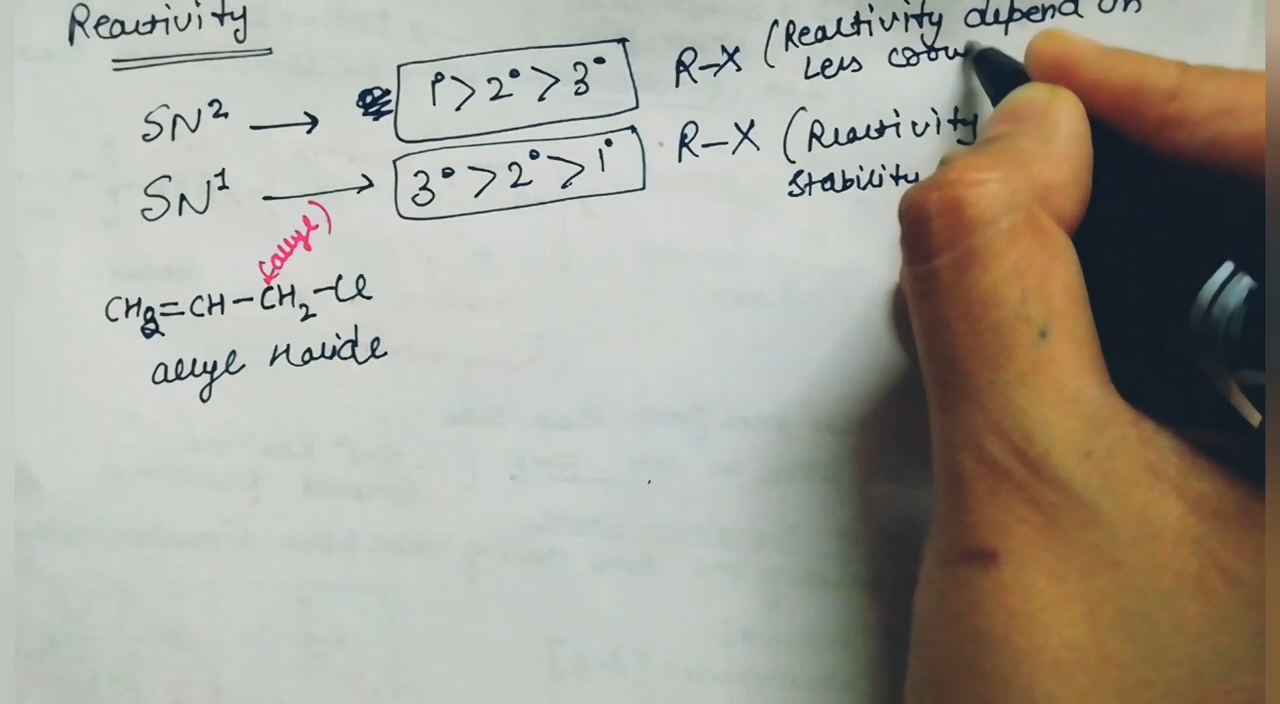 Reactivity
SN² → 1° > 2° > 3° R-X (Reactivity depend on
Less crow
SN¹ → 3° > 2° > 1° R-X (Reactivity
Stability
(allyl)
CH₂=CH-CH₂-Cl
allyl Halide